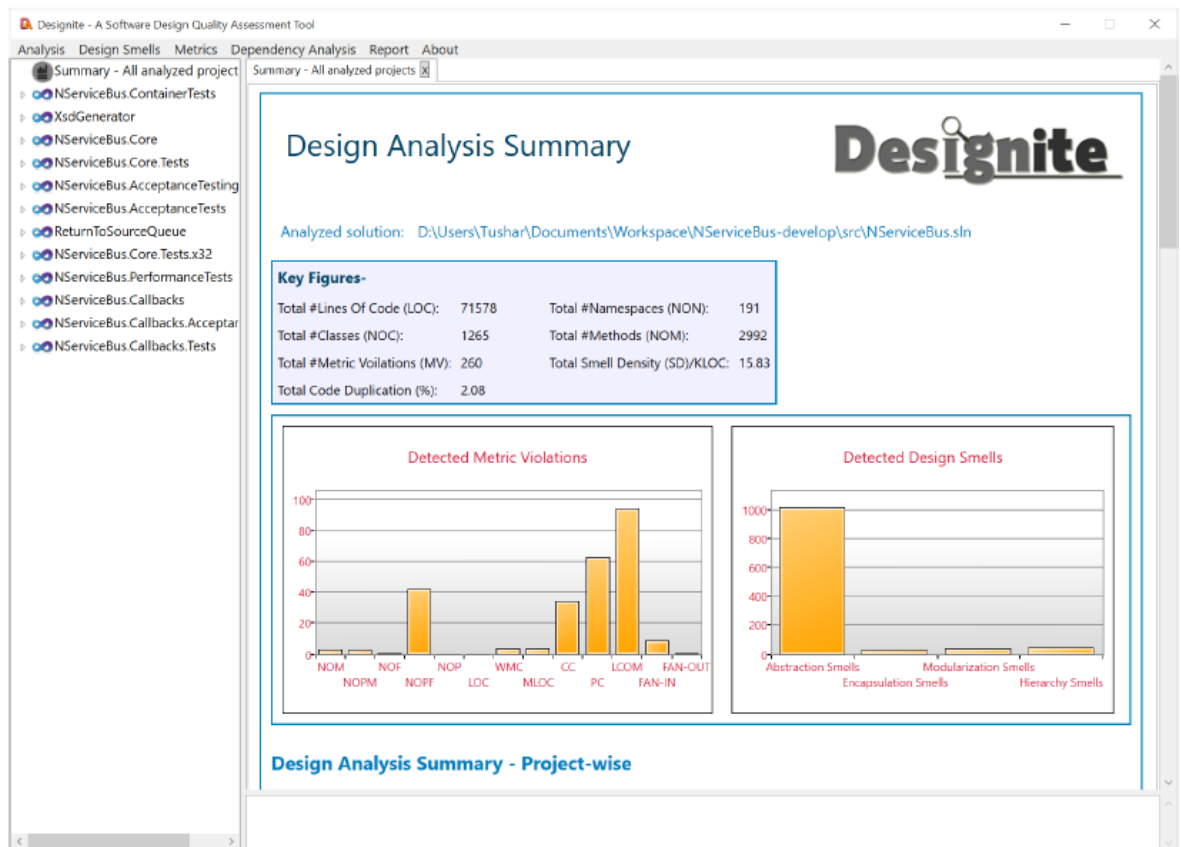 Designite - A Software Design Quality Assessment Tool
Analysis Design Smells Metrics Dependency Analysis Report About
Summary - All analyzed project
NServiceBus.ContainerTests
XsdGenerator
NServiceBus.Core
NServiceBus.Core.Tests
NServiceBus.AcceptanceTesting
NServiceBus.AcceptanceTests
ReturnToSourceQueue
NServiceBus.Core.Tests.x32
NServiceBus.PerformanceTests
NServiceBus.Callbacks
NServiceBus.Callbacks.Acceptar
NServiceBus.Callbacks.Tests
Summary - All analyzed projects x
Design Analysis Summary
Designite
Analyzed solution: D:\Users\Tushar\Documents\Workspace\NServiceBus-develop\src\NServiceBus.sln
Key Figures-
Total #Lines Of Code (LOC): 71578 Total #Namespaces (NON): 191
Total #Classes (NOC): 1265 Total #Methods (NOM): 2992
Total #Metric Voilations (MV): 260 Total Smell Density (SD)/KLOC: 15.83
Total Code Duplication (%): 2.08
Detected Metric Violations
100
80
60
40
20
0
NOM NOF NOP WMC CC LCOM FAN-OUT
NOPM NOPF LOC MLOC PC FAN-IN
Detected Design Smells
1000
800
600
400
200
0
Abstraction Smells Modularization Smells
Encapsulation Smells Hierarchy Smells
Design Analysis Summary - Project-wise